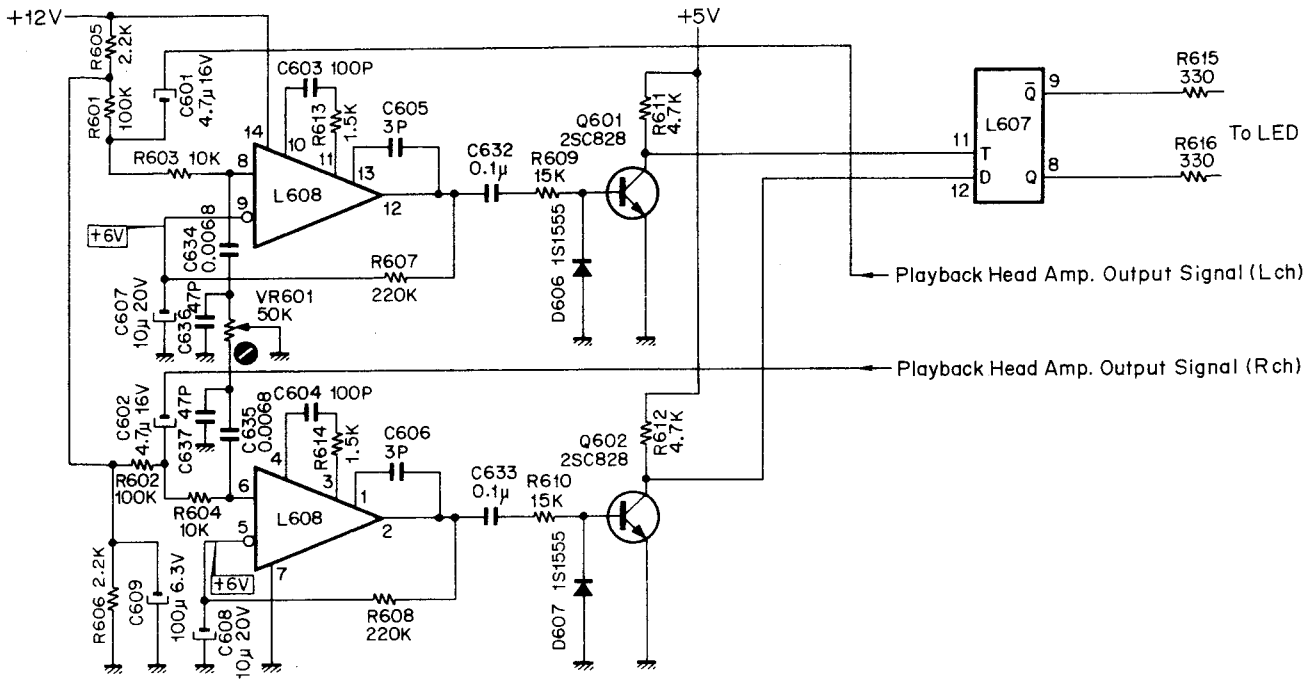 +12V
+5V
R605
2.2K
C601
4.7μ 16V
R601
100K
C603 100P
R613
1.5K
C605
3P
R603 10K
14
10
11
13
8
9
L608
12
+6V
C634
0.0068
C632
0.1μ
R609
15K
Q601
2SC828
R611
4.7K
D606 1S1555
R607
220K
C607
10μ 20V
C636 47P
VR601
50K
11
T
D
12
L607
Q̅
9
Q
8
R615
330
R616
330
To LED
Playback Head Amp. Output Signal (Lch)
Playback Head Amp. Output Signal (Rch)
C602
4.7μ 16V
C637 47P
C635
0.0068
C604 100P
R614
1.5K
C606
3P
R602
100K
R604
10K
4
3
1
6
5
L608
2
7
+6V
C633
0.1μ
R610
15K
Q602
2SC828
R612
4.7K
D607 1S1555
R608
220K
R606 2.2K
C609
100μ 6.3V
C608
10μ 20V